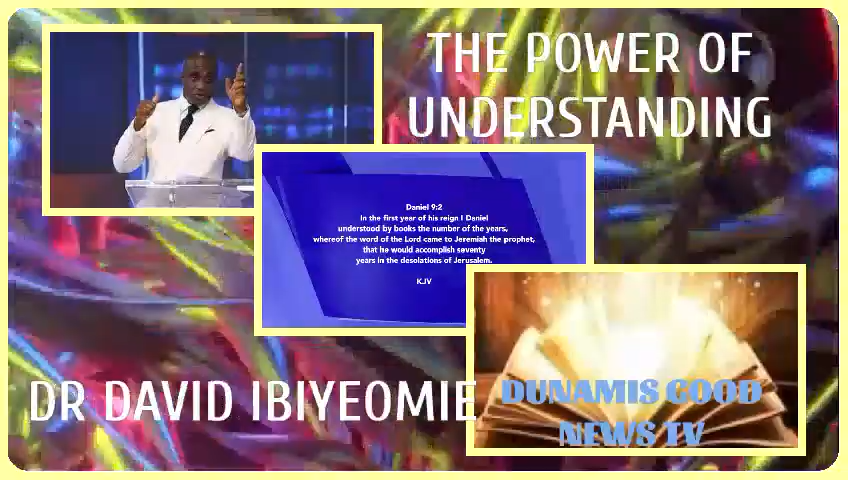 THE POWER OF
UNDERSTANDING
Daniel 9:2
In the first year of his reign I Daniel
understood by books the number of the years,
whereof the word of the Lord came to Jeremiah the prophet,
that he would accomplish seventy
years in the desolations of Jerusalem.
KJV
DR DAVID IBIYEOMIE
DUNAMIS GOOD
NEWS TV